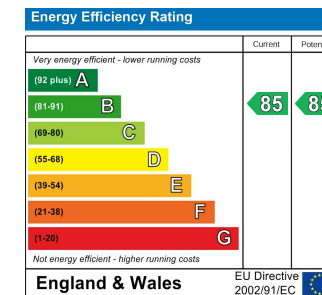 Energy Efficiency Rating
Current
Very energy efficient - lower running costs
(92 plus) A
(81-91) B
85
(69-80) C
(55-68) D
(39-54) E
(21-38) F
(1-20) G
Not energy efficient - higher running costs
England & Wales
EU Directive
2002/91/EC